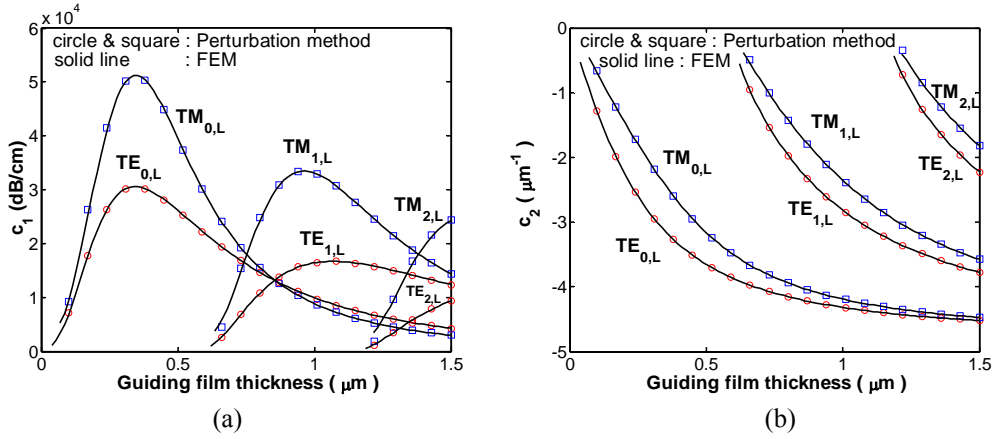 x 10⁴
6
5
4
3
2
1
0
c₁ (dB/cm)
circle & square : Perturbation method
solid line : FEM
TM₀,L
TE₀,L
TM₁,L
TE₁,L
TM₂,L
TE₂,L
0 0.5 1 1.5
Guiding film thickness ( μm
(a)
0
-1
-2
-3
-4
-5
c₂ (μm⁻¹)
circle & square : Perturbation method
solid line : FEM
TM₂,L
TM₁,L
TE₂,L
TM₀,L
TE₁,L
TE₀,L
0 0.5 1 1.5
Guiding film thickness ( μm
(b)